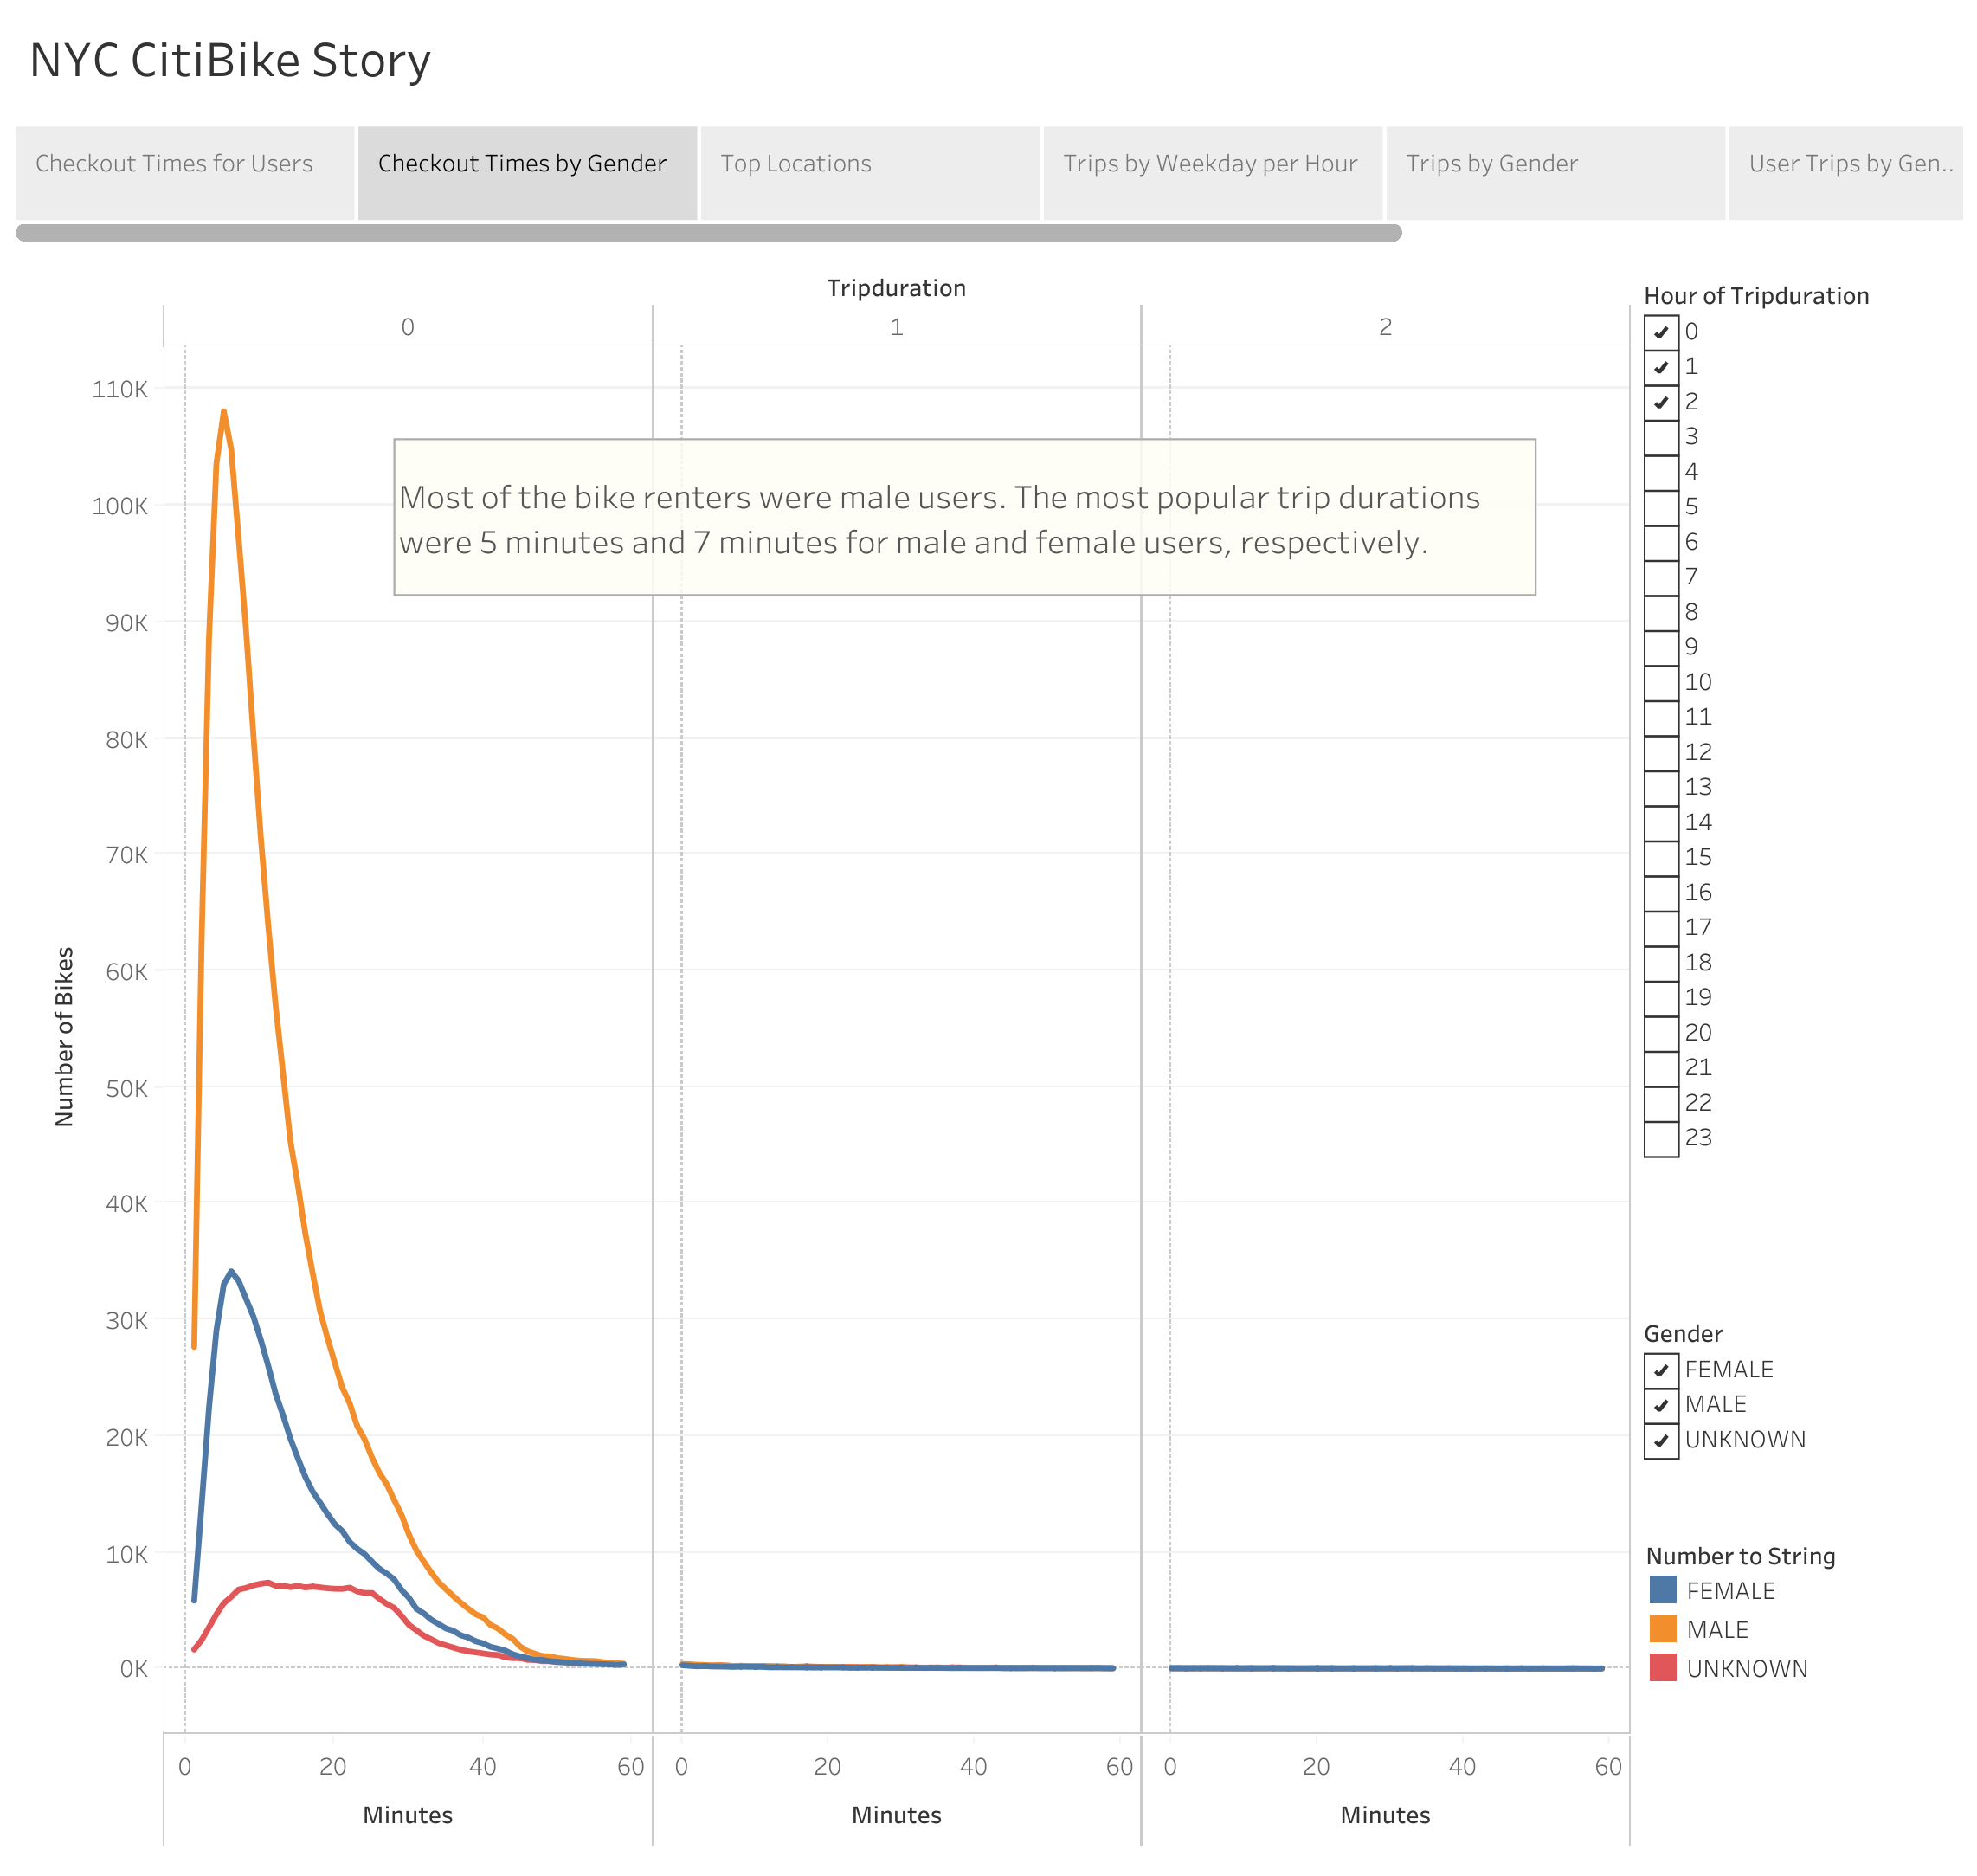 NYC CitiBike Story
Checkout Times for Users
Checkout Times by Gender
Top Locations
Trips by Weekday per Hour
Trips by Gender
User Trips by Gen..
Tripduration
0
1
2
110K
100K
90K
80K
70K
60K
50K
40K
30K
20K
10K
0K
Number of Bikes
Most of the bike renters were male users. The most popular trip durations
were 5 minutes and 7 minutes for male and female users, respectively.
0 20 40 60
0 20 40 60
0 20 40 60
Minutes
Minutes
Minutes
Hour of Tripduration
0
1
2
3
4
5
6
7
8
9
10
11
12
13
14
15
16
17
18
19
20
21
22
23
Gender
FEMALE
MALE
UNKNOWN
Number to String
FEMALE
MALE
UNKNOWN